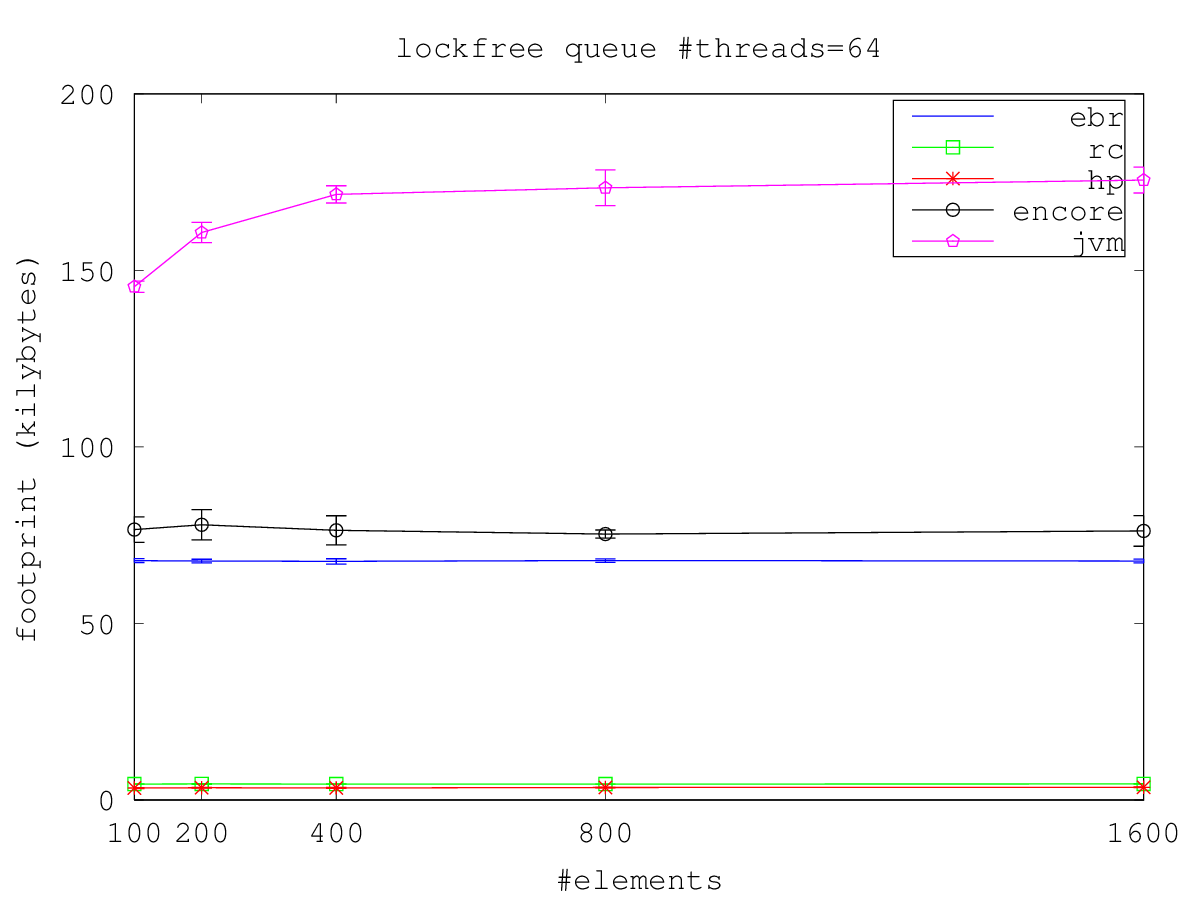 lockfree queue #threads=64
200
150
100
50
0
footprint (kilybytes)
ebr
rc
hp
encore
jvm
100 200 400 800 1600
#elements